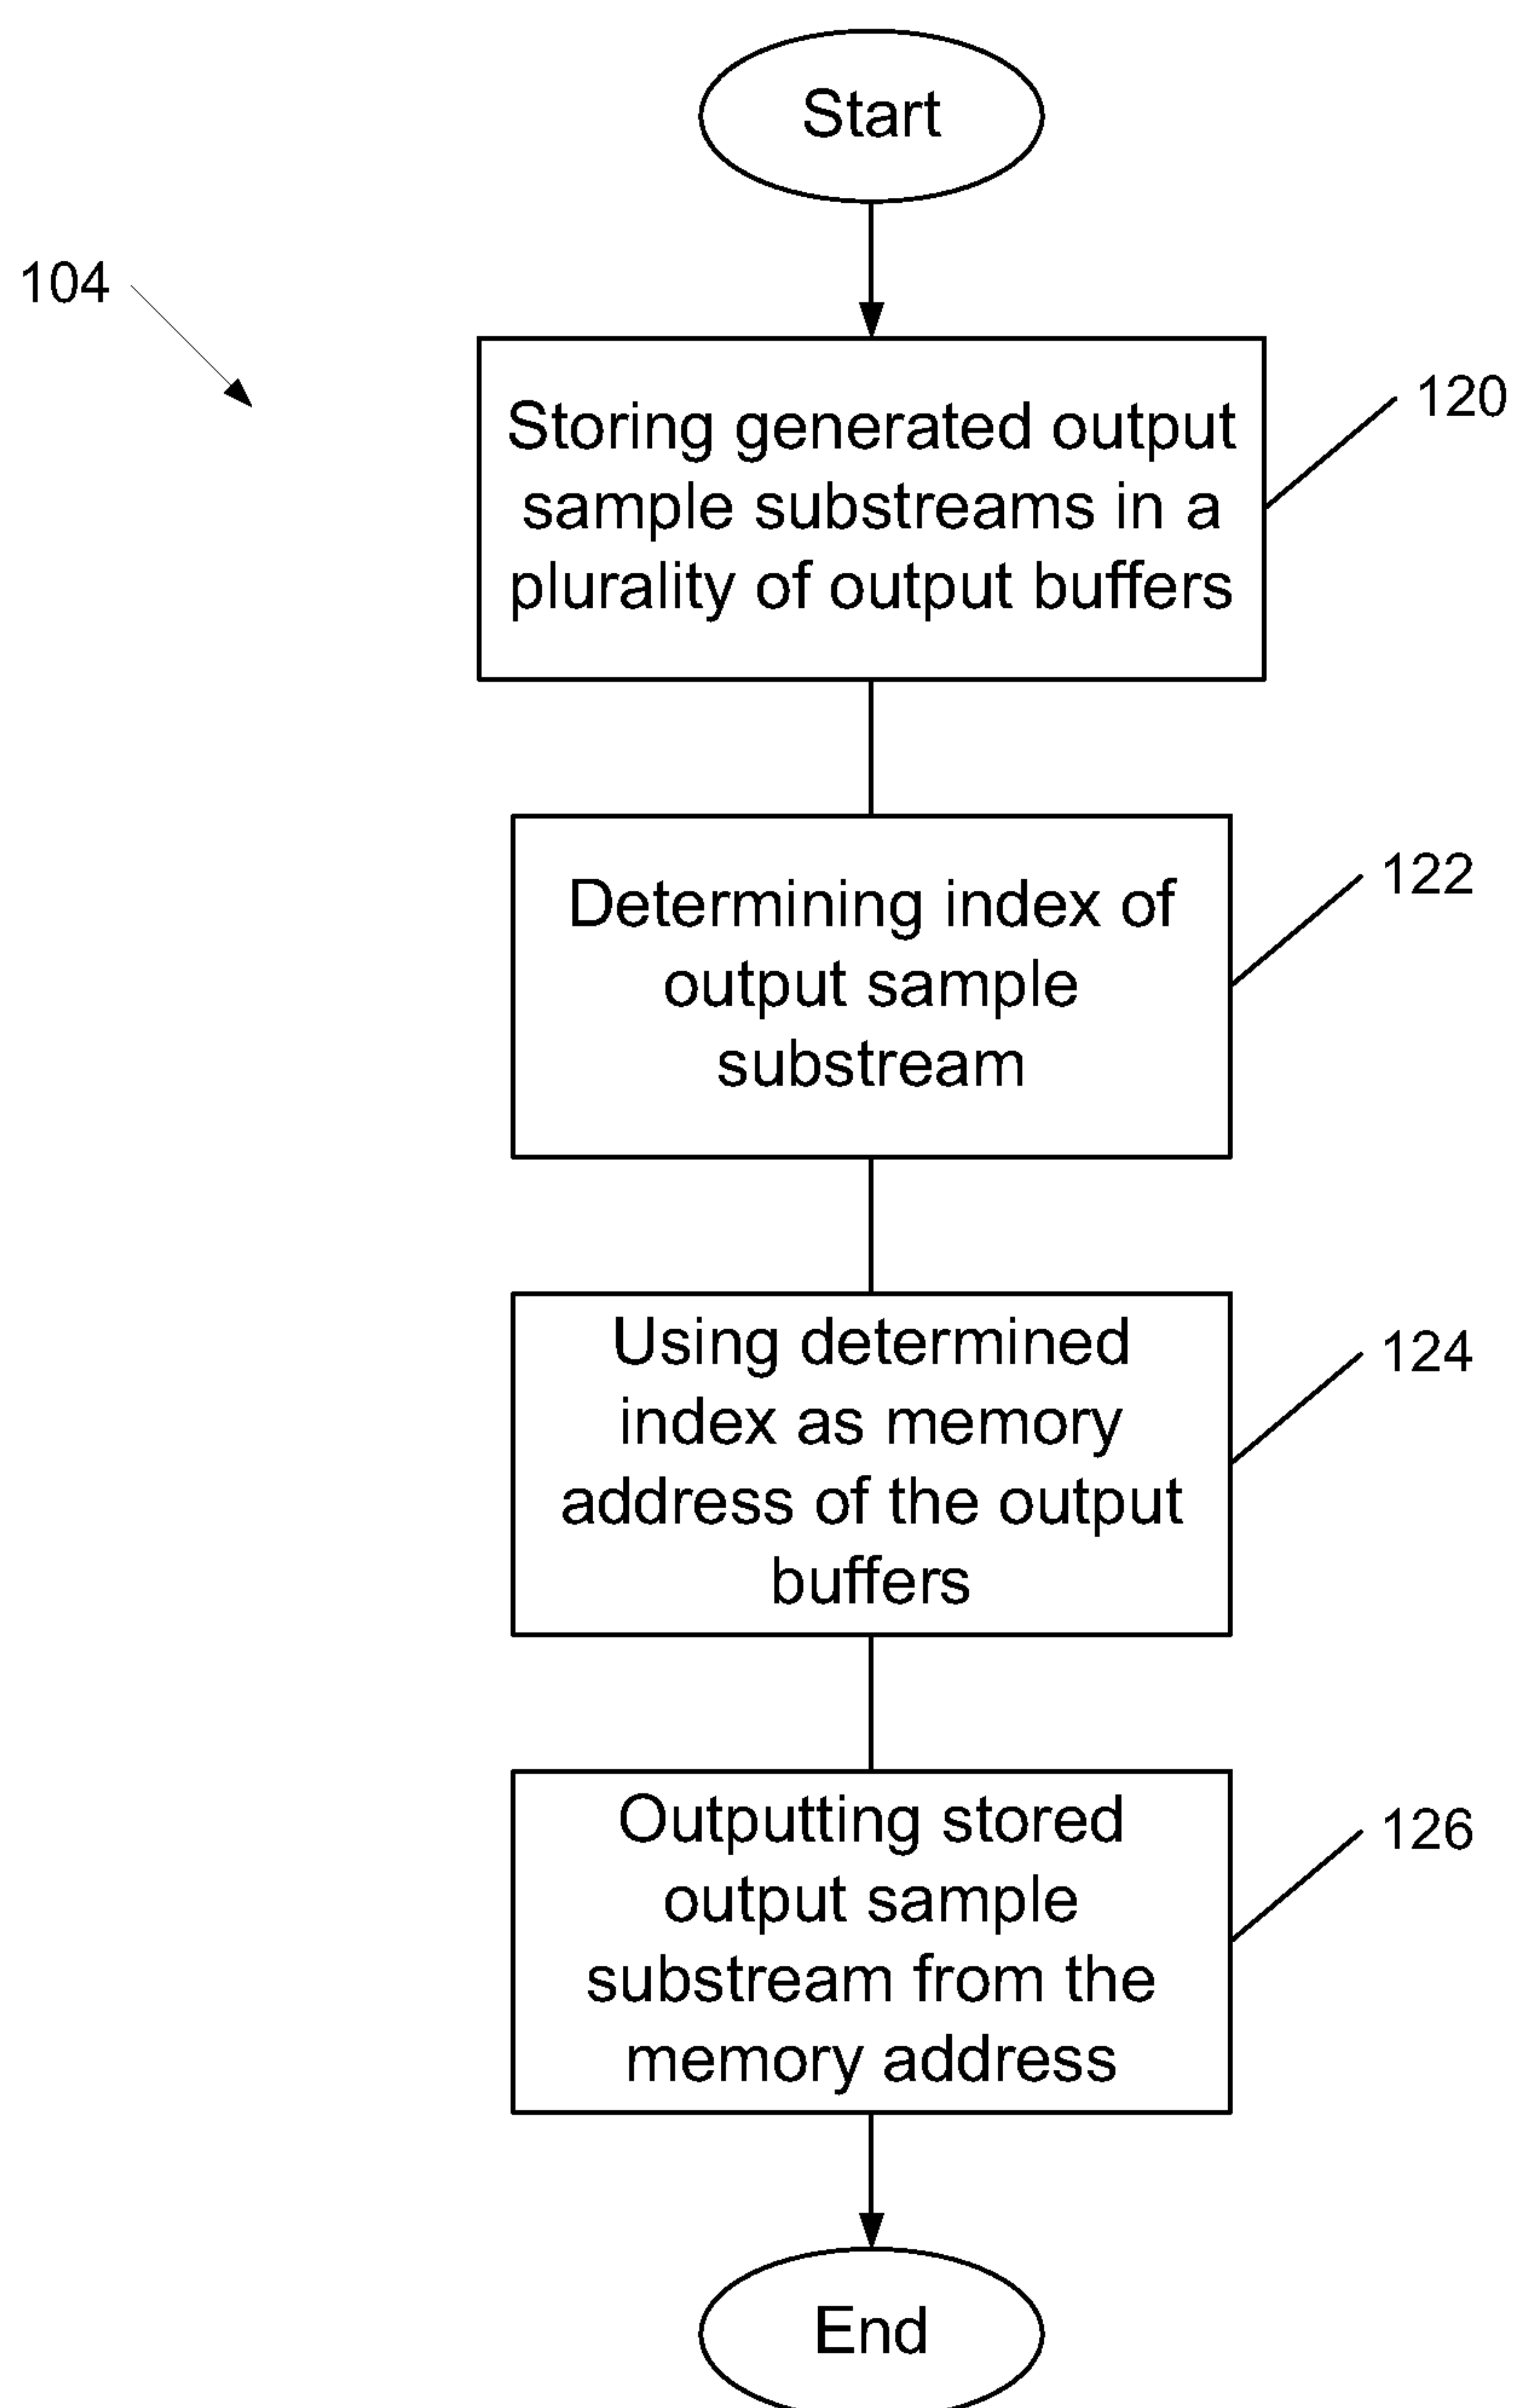 Start
104
120
Storing generated output
sample substreams in a
plurality of output buffers
122
Determining index of
output sample
substream
124
Using determined
index as memory
address of the output
buffers
126
Outputting stored
output sample
substream from the
memory address
End